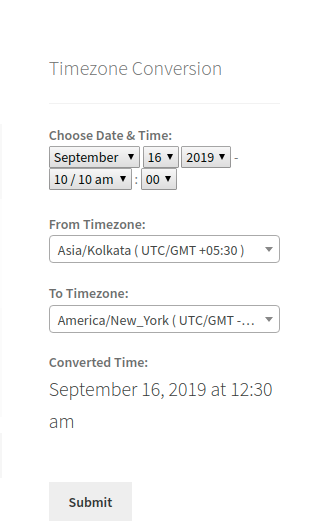 Timezone Conversion
Choose Date & Time:
September 16 2019 -
10 / 10 am : 00
From Timezone:
Asia/Kolkata ( UTC/GMT +05:30 )
To Timezone:
America/New_York ( UTC/GMT -...
Converted Time:
September 16, 2019 at 12:30
am
Submit